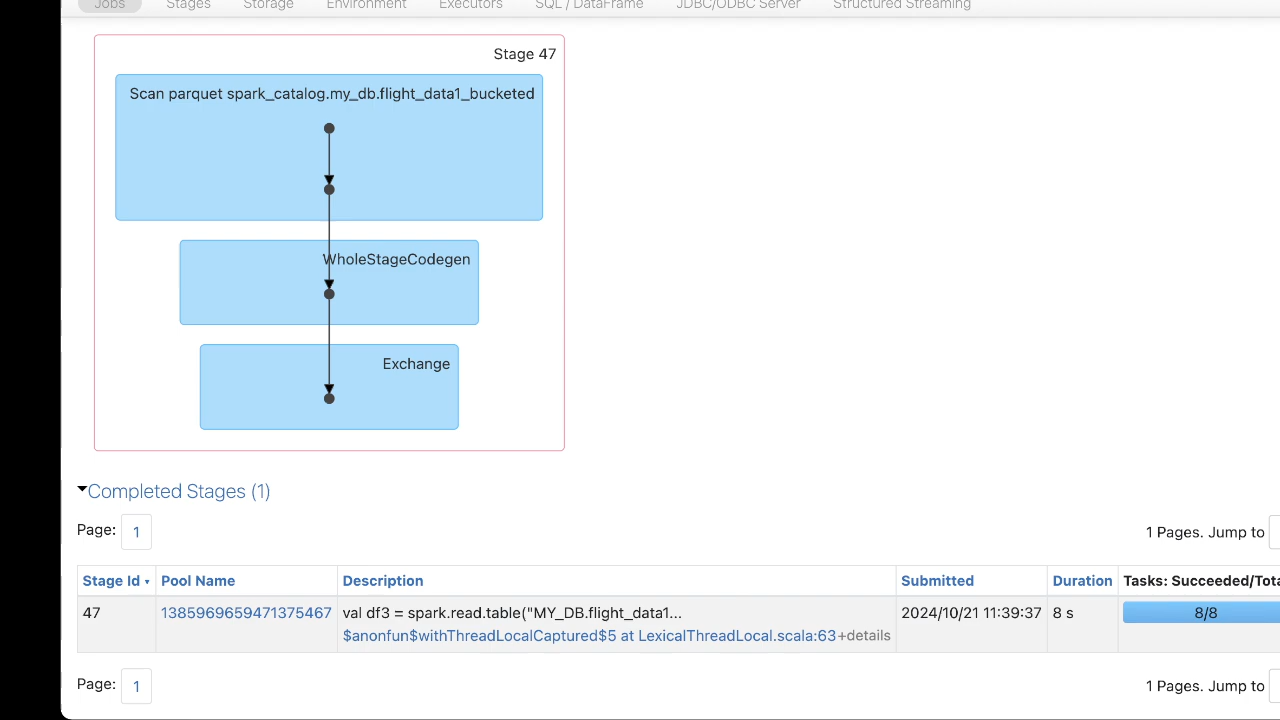 Jobs Stages Storage Environment Executors SQL / DataFrame JDBC/ODBC Server Structured Streaming
Stage 47
Scan parquet spark_catalog.my_db.flight_data1_bucketed
WholeStageCodegen
Exchange
Completed Stages (1)
Page: 1 1 Pages. Jump to
Stage Id Pool Name Description Submitted Duration Tasks: Succeeded/Tota
47 1385969659471375467 val df3 = spark.read.table("MY_DB.flight_data1... 2024/10/21 11:39:37 8 s 8/8
$anonfun$withThreadLocalCaptured$5 at LexicalThreadLocal.scala:63 +details
Page: 1 1 Pages. Jump to